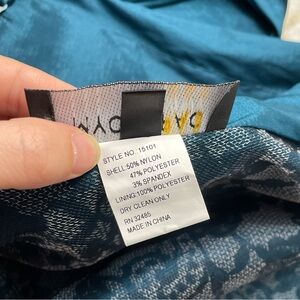 STYLE NO. 15101
SHELL:50% NYLON
47% POLYESTER
3% SPANDEX
LINING:100% POLYESTER
DRY CLEAN ONLY
RN 32485
MADE IN CHINA